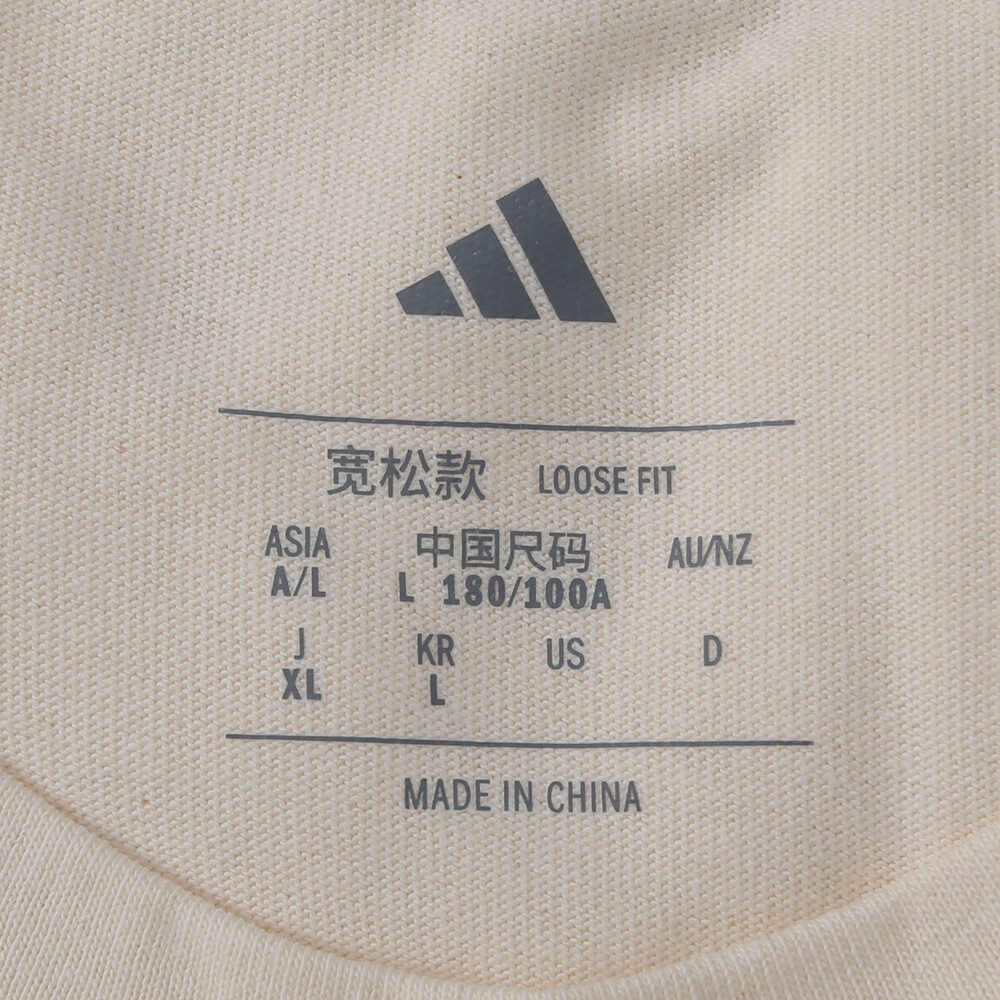 宽松款 LOOSE FIT
ASIA 中国尺码 AU/NZ
A/L L 180/100A
J KR US D
XL L
MADE IN CHINA